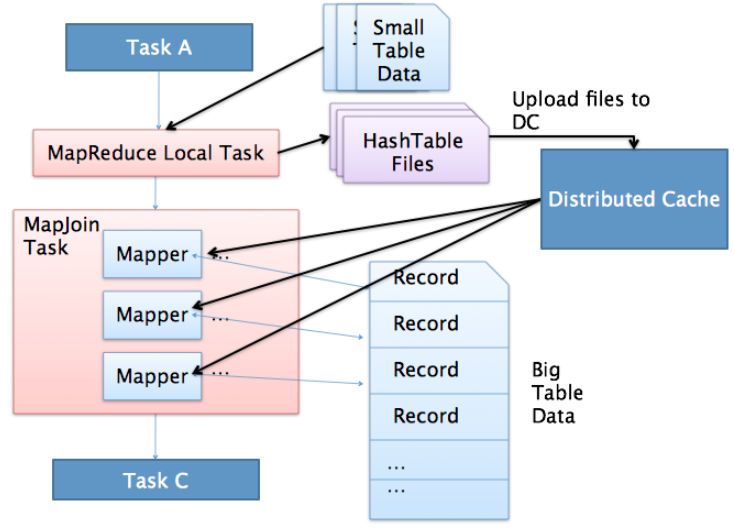 Task A
Small
Table
Data
Upload files to
DC
MapReduce Local Task
HashTable
Files
Distributed Cache
MapJoin
Task
Mapper
...
Mapper
...
Mapper
...
Record
Record
Record
Record
...
...
Big
Table
Data
Task C